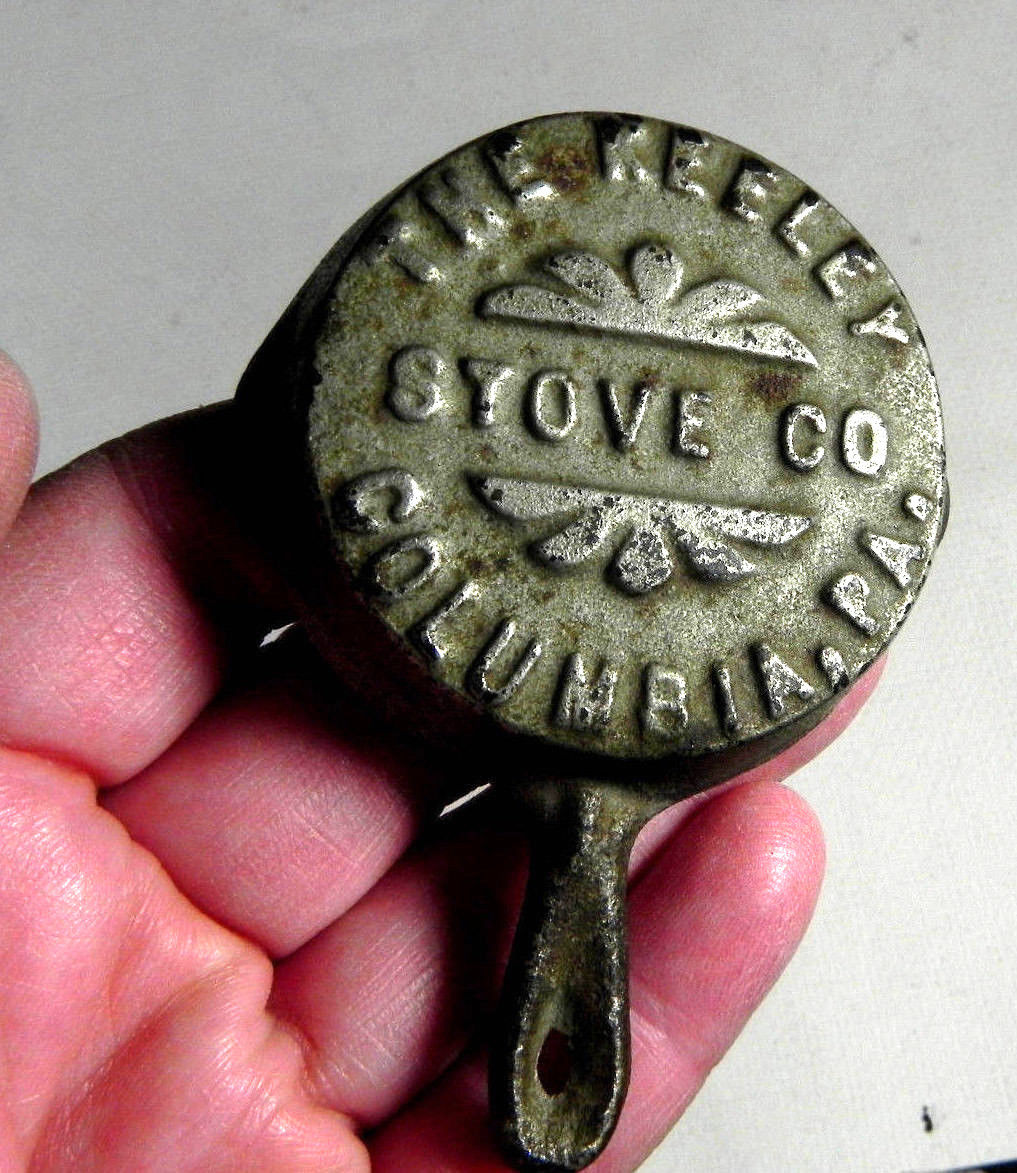 THE KEELEY
STOVE CO
COLUMBIA, PA.